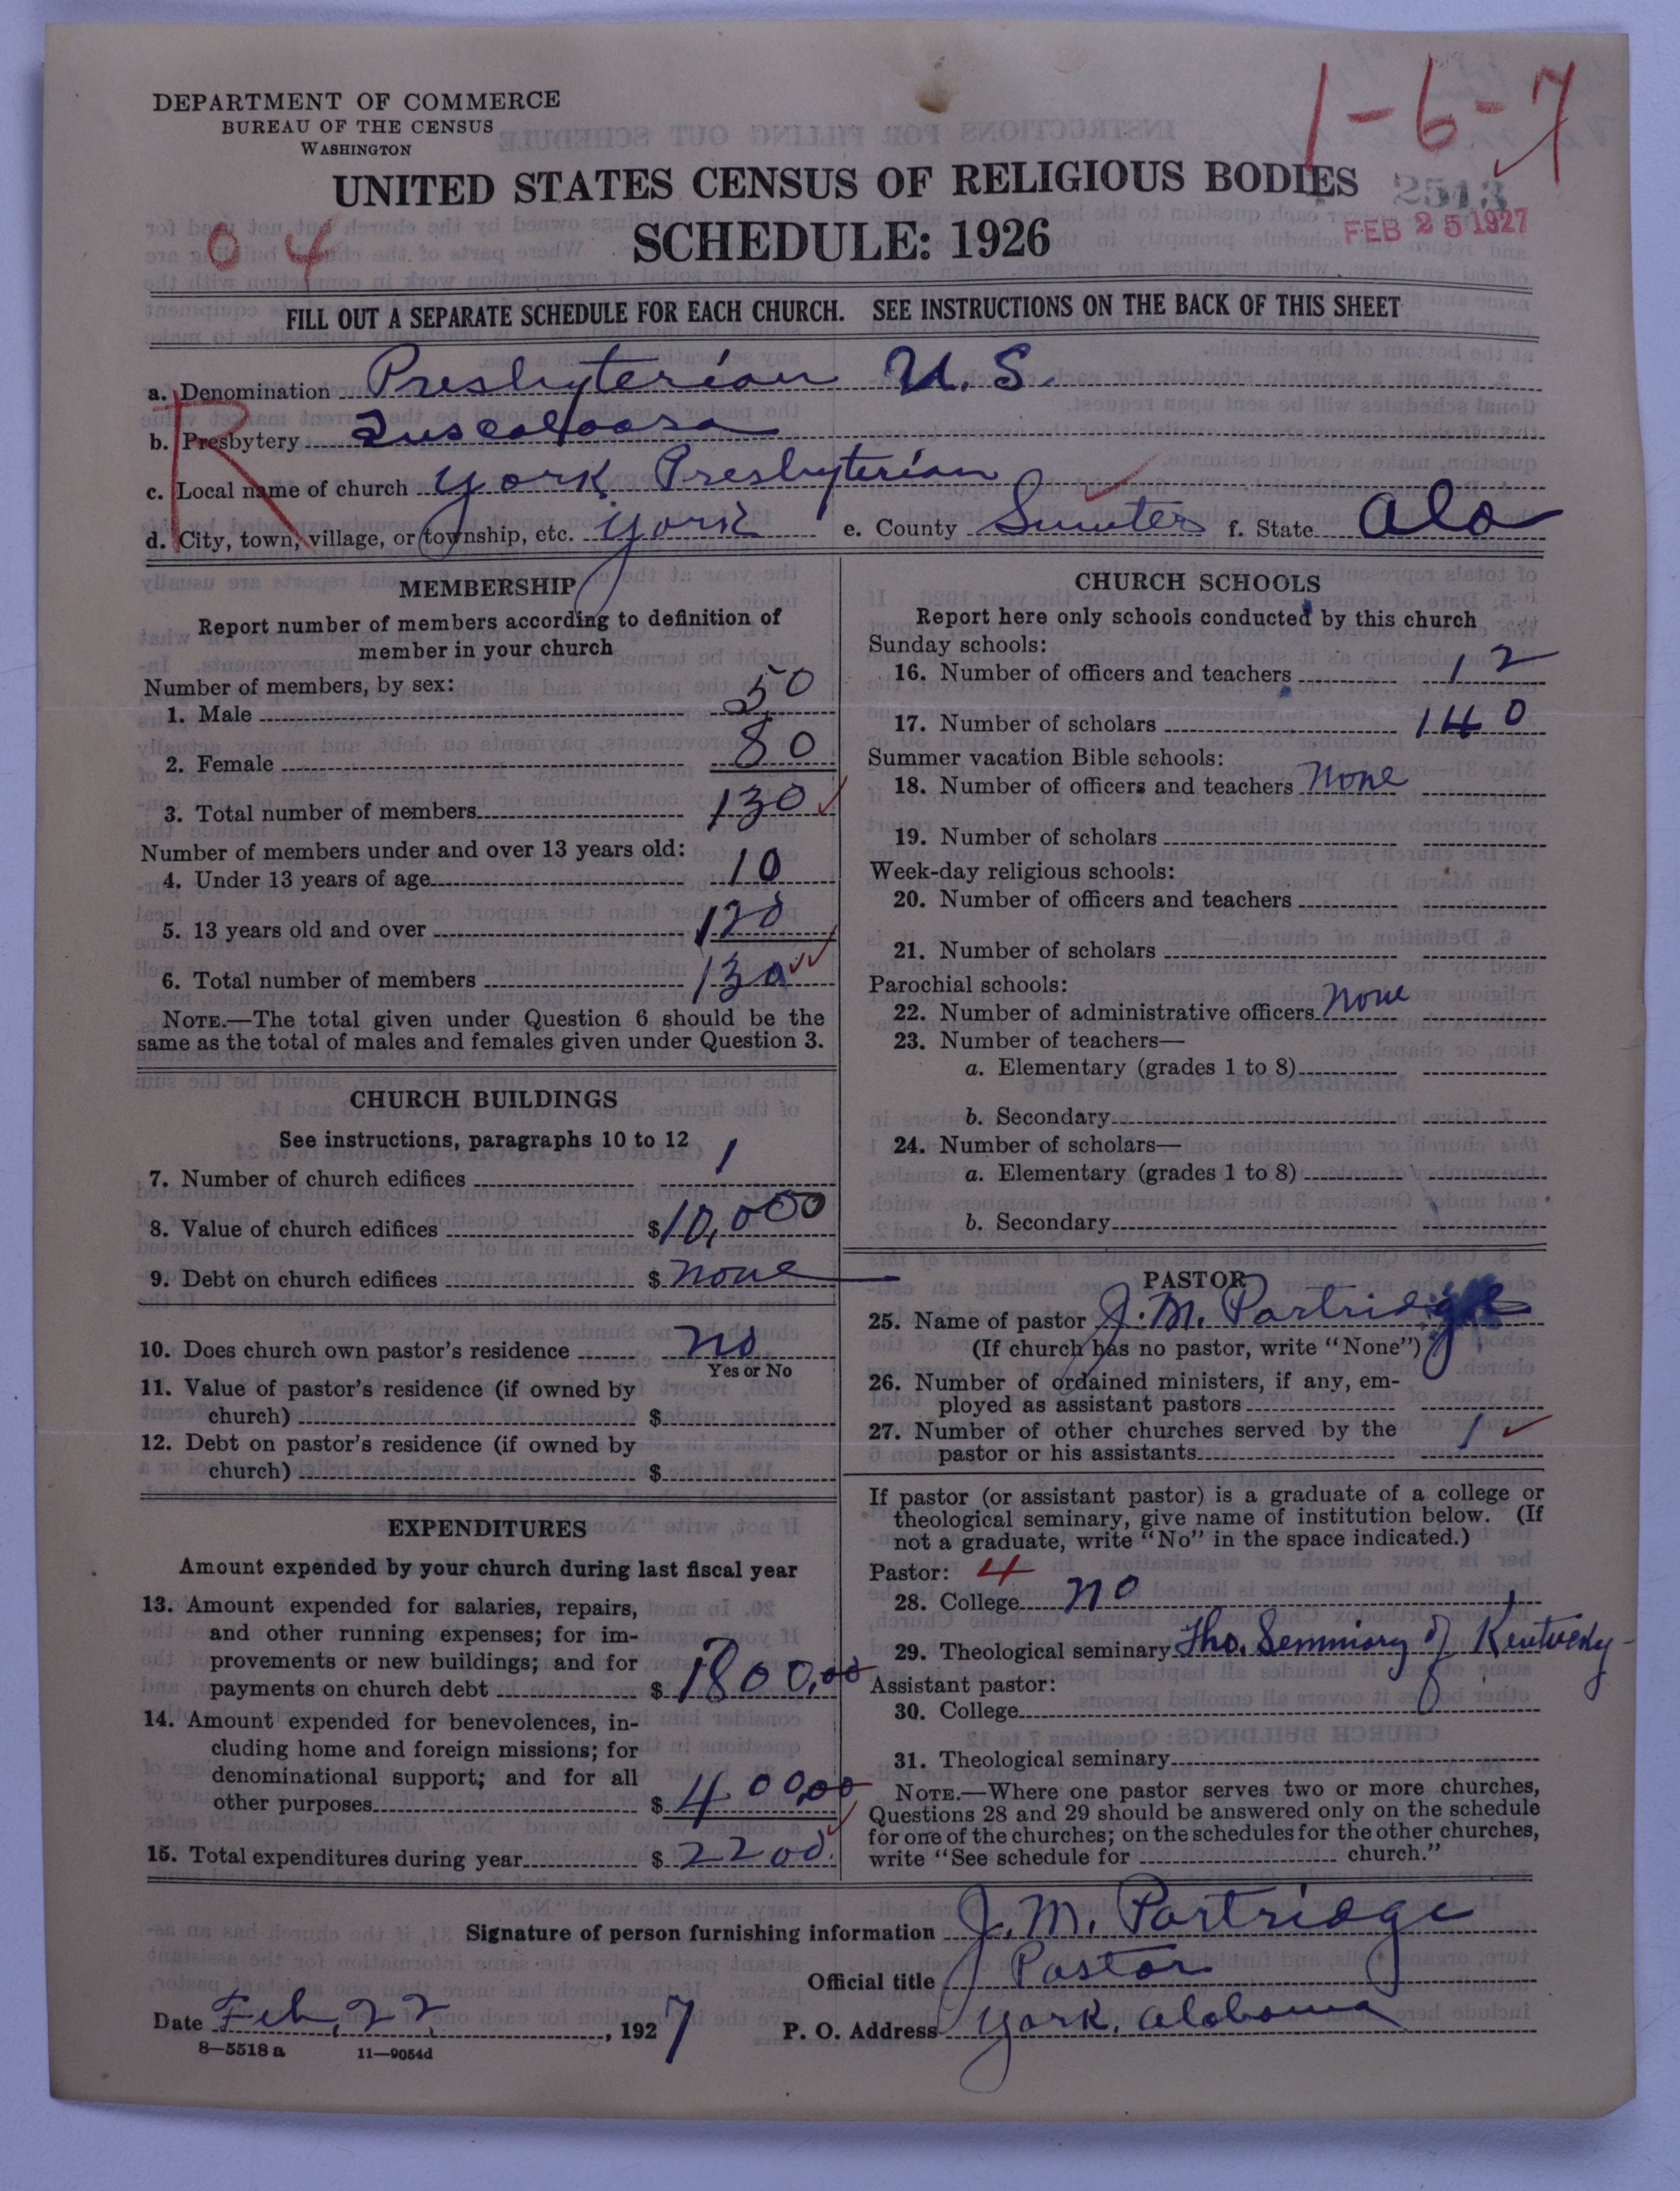 DEPARTMENT OF COMMERCE
BUREAU OF THE CENSUS
WASHINGTON
1-6-7
UNITED STATES CENSUS OF RELIGIOUS BODIES
2513
SCHEDULE: 1926
FEB 25 1927
04
FILL OUT A SEPARATE SCHEDULE FOR EACH CHURCH. SEE INSTRUCTIONS ON THE BACK OF THIS SHEET
R
a. Denomination Presbyterian U.S.
b. Presbytery Tuscaloosa
c. Local name of church York Presbyterian
d. City, town, village, or township, etc. York e. County Sumter f. State Ala
MEMBERSHIP
Report number of members according to definition of
member in your church
Number of members, by sex:
1. Male 50
2. Female 80
3. Total number of members 130
Number of members under and over 13 years old:
4. Under 13 years of age 10
5. 13 years old and over 120
6. Total number of members 130
NOTE.—The total given under Question 6 should be the
same as the total of males and females given under Question 3.
CHURCH BUILDINGS
See instructions, paragraphs 10 to 12
7. Number of church edifices 1
8. Value of church edifices $10,000
9. Debt on church edifices $ none
10. Does church own pastor's residence no
Yes or No
11. Value of pastor's residence (if owned by
church) $
12. Debt on pastor's residence (if owned by
church) $
EXPENDITURES
Amount expended by your church during last fiscal year
13. Amount expended for salaries, repairs,
and other running expenses; for im-
provements or new buildings; and for
payments on church debt $ 1800,00
14. Amount expended for benevolences, in-
cluding home and foreign missions; for
denominational support; and for all
other purposes $ 400,00
15. Total expenditures during year $ 2200.
CHURCH SCHOOLS
Report here only schools conducted by this church
Sunday schools:
16. Number of officers and teachers 12
17. Number of scholars 140
Summer vacation Bible schools:
18. Number of officers and teachers none
19. Number of scholars
Week-day religious schools:
20. Number of officers and teachers
21. Number of scholars
Parochial schools:
22. Number of administrative officers none
23. Number of teachers—
a. Elementary (grades 1 to 8)
b. Secondary
24. Number of scholars—
a. Elementary (grades 1 to 8)
b. Secondary
PASTOR
25. Name of pastor J. M. Partridge
(If church has no pastor, write "None")
26. Number of ordained ministers, if any, em-
ployed as assistant pastors
27. Number of other churches served by the
pastor or his assistants 1
If pastor (or assistant pastor) is a graduate of a college or
theological seminary, give name of institution below. (If
not a graduate, write "No" in the space indicated.)
Pastor: 4
28. College no
29. Theological seminary Tho. Seminary of Kentucky
Assistant pastor:
30. College
31. Theological seminary
NOTE.—Where one pastor serves two or more churches,
Questions 28 and 29 should be answered only on the schedule
for one of the churches; on the schedules for the other churches,
write "See schedule for church."
Signature of person furnishing information J. M. Partridge
Official title Pastor
Date Feb, 22, 1927 P. O. Address York, Alabama
8—5518 a 11—9054d